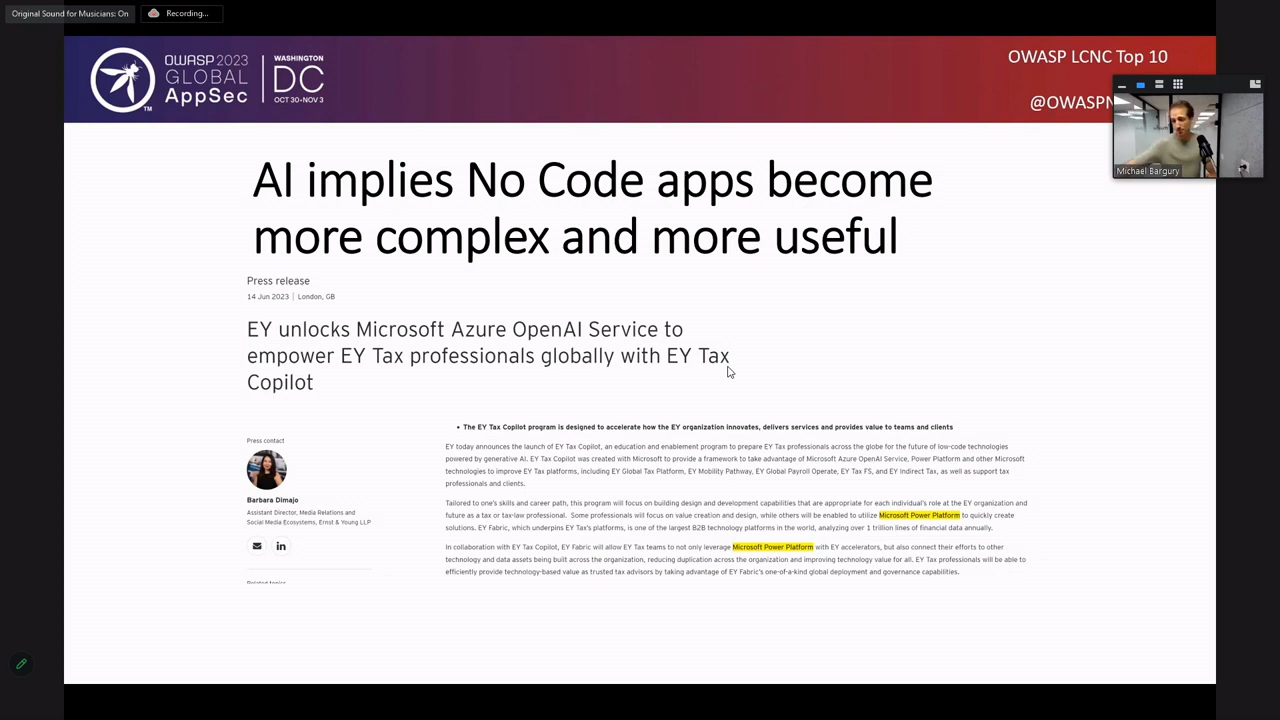 Original Sound for Musicians: On
Recording...
OWASP 2023
GLOBAL
AppSec
WASHINGTON
DC
OCT 30-NOV 3
TM
OWASP LCNC Top 10
@OWASPN
Michael Bargury
AI implies No Code apps become
more complex and more useful
Press release
14 Jun 2023 | London, GB
EY unlocks Microsoft Azure OpenAI Service to
empower EY Tax professionals globally with EY Tax
Copilot
Press contact
Barbara Dimajo
Assistant Director, Media Relations and
Social Media Ecosystems, Ernst & Young LLP
in
Related topics
• The EY Tax Copilot program is designed to accelerate how the EY organization innovates, delivers services and provides value to teams and clients
EY today announces the launch of EY Tax Copilot, an education and enablement program to prepare EY Tax professionals across the globe for the future of low-code technologies
powered by generative AI. EY Tax Copilot was created with Microsoft to provide a framework to take advantage of Microsoft Azure OpenAI Service, Power Platform and other Microsoft
technologies to improve EY Tax platforms, including EY Global Tax Platform, EY Mobility Pathway, EY Global Payroll Operate, EY Tax FS, and EY Indirect Tax, as well as support tax
professionals and clients.
Tailored to one's skills and career path, this program will focus on building design and development capabilities that are appropriate for each individual's role at the EY organization and
future as a tax or tax-law professional. Some professionals will focus on value creation and design, while others will be enabled to utilize Microsoft Power Platform to quickly create
solutions. EY Fabric, which underpins EY Tax's platforms, is one of the largest B2B technology platforms in the world, analyzing over 1 trillion lines of financial data annually.
In collaboration with EY Tax Copilot, EY Fabric will allow EY Tax teams to not only leverage Microsoft Power Platform with EY accelerators, but also connect their efforts to other
technology and data assets being built across the organization, reducing duplication across the organization and improving technology value for all. EY Tax professionals will be able to
efficiently provide technology-based value as trusted tax advisors by taking advantage of EY Fabric's one-of-a-kind global deployment and governance capabilities.